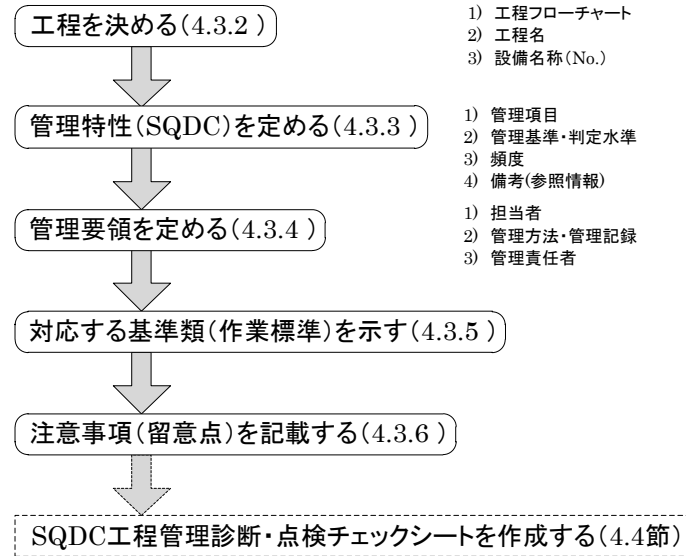 工程を決める(4.3.2 )
1) 工程フローチャート
2) 工程名
3) 設備名称(No.)
管理特性(SQDC)を定める(4.3.3 )
1) 管理項目
2) 管理基準・判定水準
3) 頻度
4) 備考(参照情報)
管理要領を定める(4.3.4 )
1) 担当者
2) 管理方法・管理記録
3) 管理責任者
対応する基準類(作業標準)を示す(4.3.5 )
注意事項(留意点)を記載する(4.3.6 )
SQDC工程管理診断・点検チェックシートを作成する(4.4節)